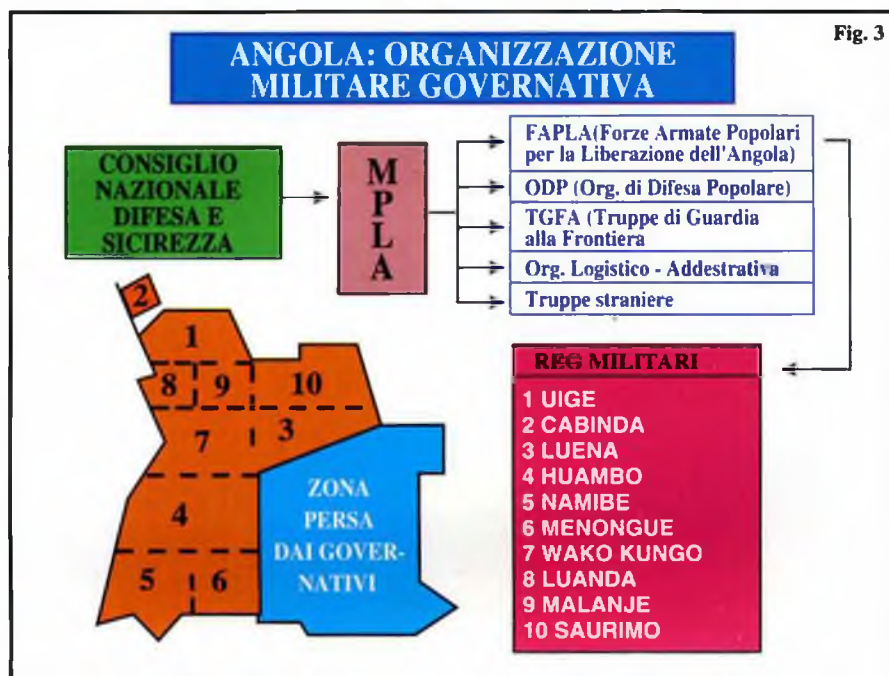 Fig. 3
ANGOLA: ORGANIZZAZIONE
MILITARE GOVERNATIVA
CONSIGLIO
NAZIONALE
DIFESA E
SICIREZZA
M
P
L
A
FAPLA(Forze Armate Popolari
per la Liberazione dell'Angola)
ODP (Org. di Difesa Popolare)
TGFA (Truppe di Guardia
alla Frontiera
Org. Logistico - Addestrativa
Truppe straniere
2
1
8 9 10
7 3
4
5 6
ZONA
PERSA
DAI GOVER-
NATIVI
REG MILITARI
1 UIGE
2 CABINDA
3 LUENA
4 HUAMBO
5 NAMIBE
6 MENONGUE
7 WAKO KUNGO
8 LUANDA
9 MALANJE
10 SAURIMO